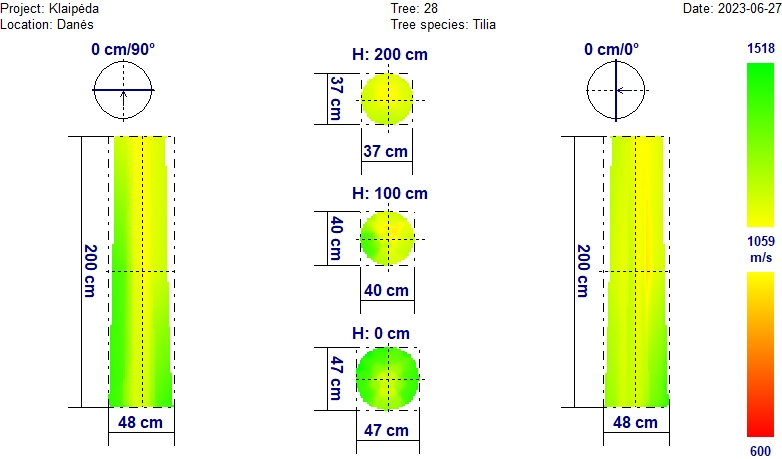 Project: Klaipėda
Tree: 28
Date: 2023-06-27
Location: Danės
Tree species: Tilia
0 cm/90°
H: 200 cm
37 cm
37 cm
H: 100 cm
40 cm
40 cm
H: 0 cm
47 cm
47 cm
200 cm
48 cm
0 cm/0°
200 cm
48 cm
1518
1059
m/s
600